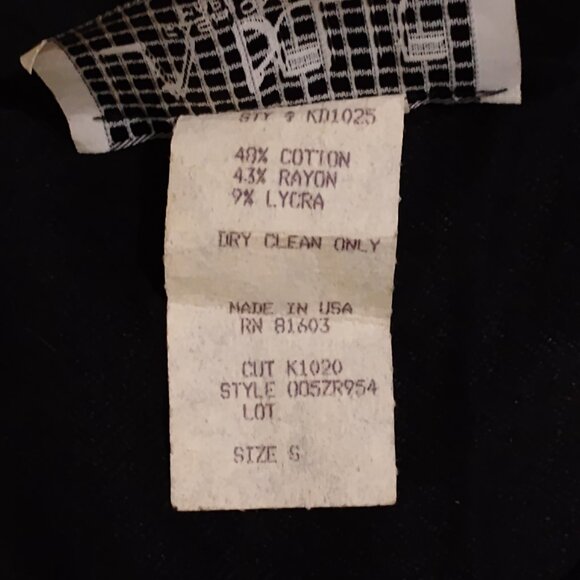 STY # KD1025
48% COTTON
43% RAYON
9% LYCRA
DRY CLEAN ONLY
MADE IN USA
RN 81603
CUT K1020
STYLE 005ZR954
LOT
SIZE S